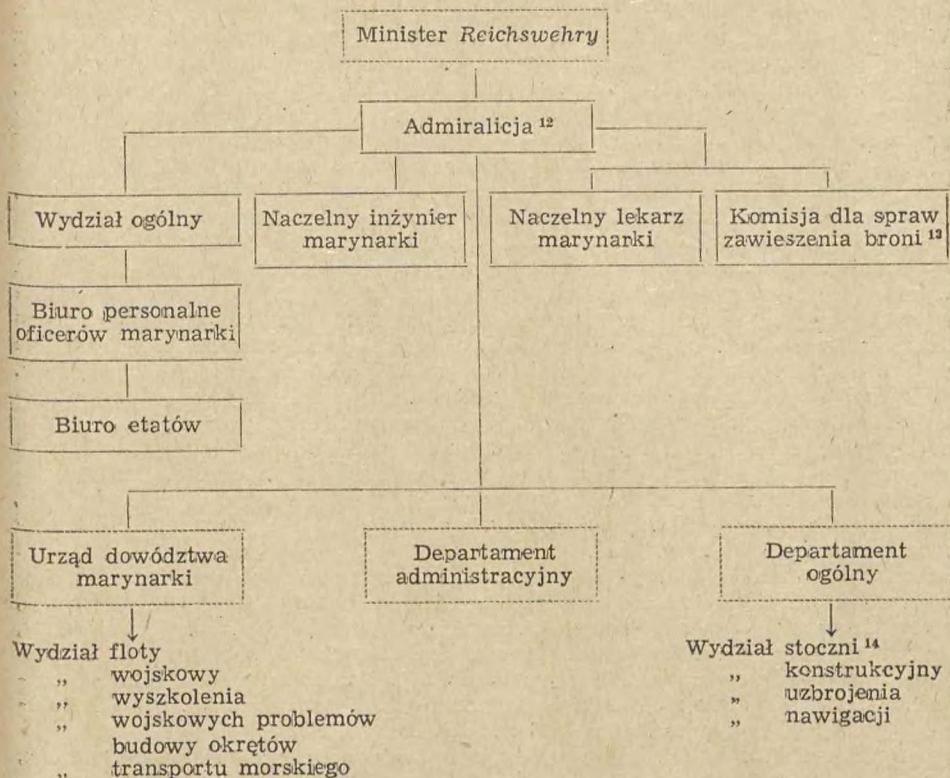 Minister Reichswehry
Admiralicja 12
Wydział ogólny
Naczelny inżynier
marynarki
Naczelny lekarz
marynarki
Komisja dla spraw
zawieszenia broni 13
Biuro personalne
oficerów marynarki
Biuro etatów
Urząd dowództwa
marynarki
Departament
administracyjny
Departament
ogólny
Wydział floty
„ wojskowy
„ wyszkolenia
„ wojskowych problemów
budowy okrętów
„ transportu morskiego
Wydział stoczni 14
„ konstrukcyjny
„ uzbrojenia
„ nawigacji